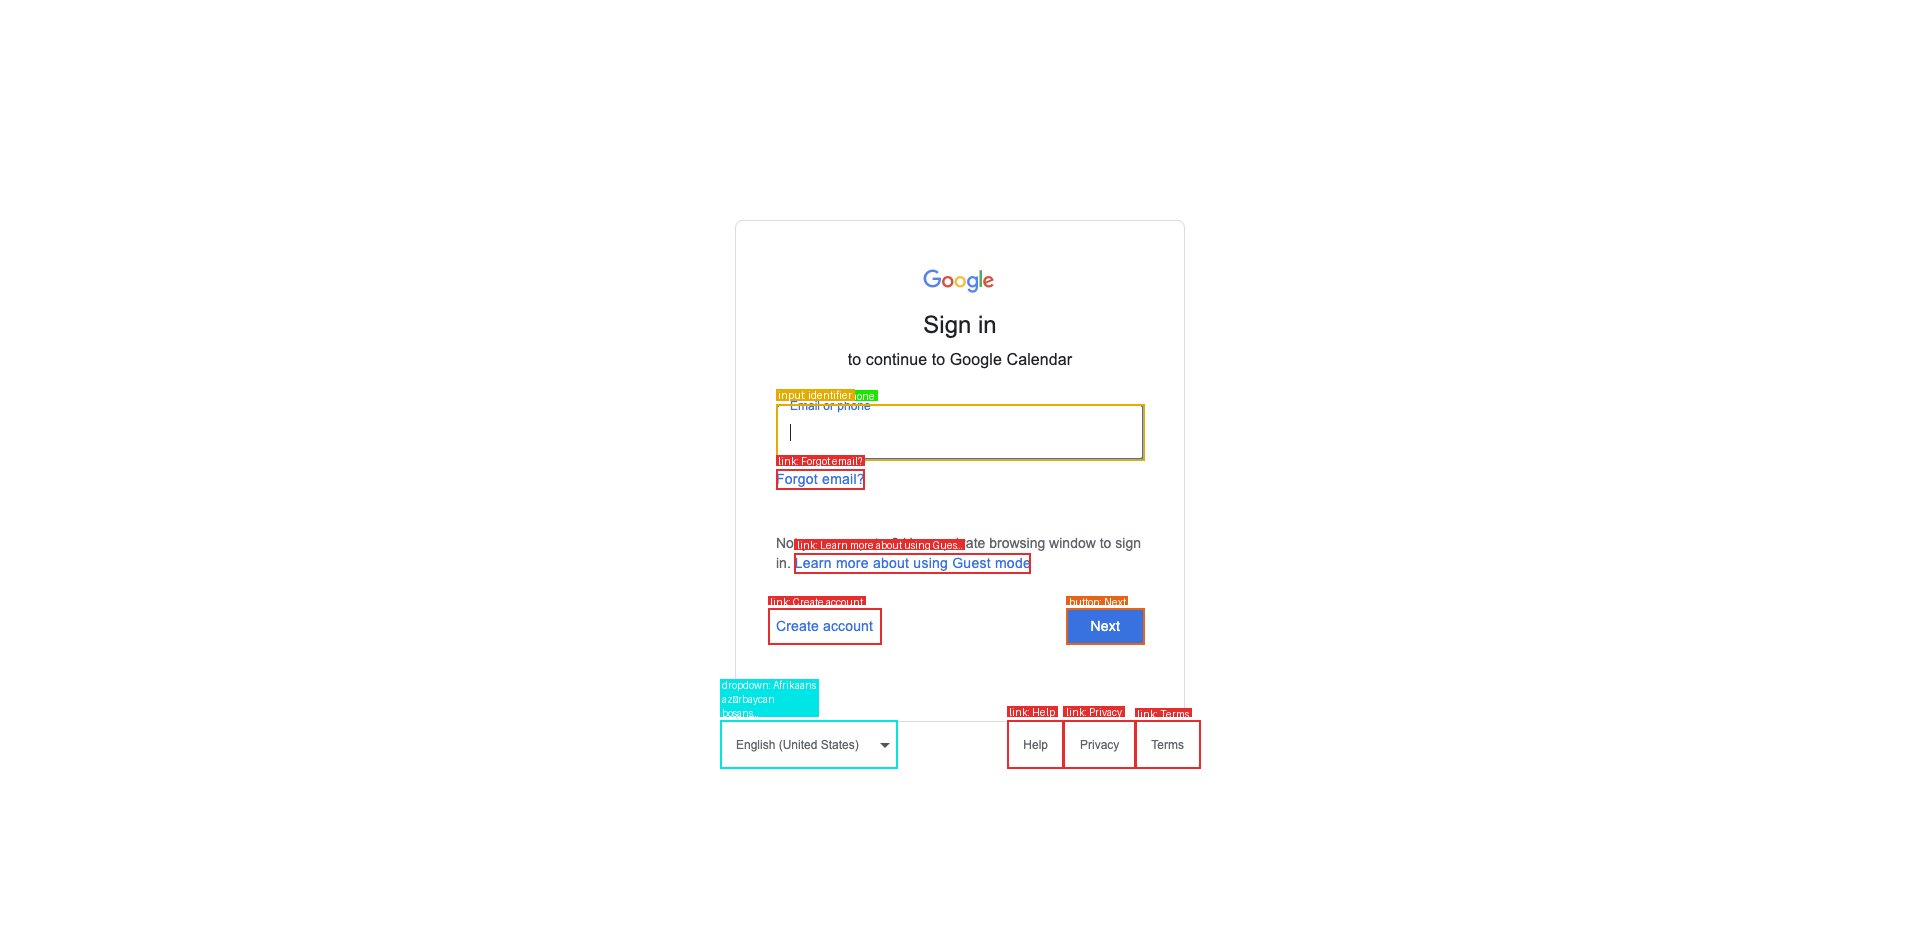 Google
Sign in
to continue to Google Calendar
input identifier
one
Email or phone
link: Forgot email?
Forgot email?
link: Learn more about using Gues..
ate browsing window to sign
in. Learn more about using Guest mode
link: Create account
button: Next
Create account
Next
dropdown: Afrikaans
bosans..
link: Help
link: Privacy
link: Terms
English (United States)
Help
Privacy
Terms